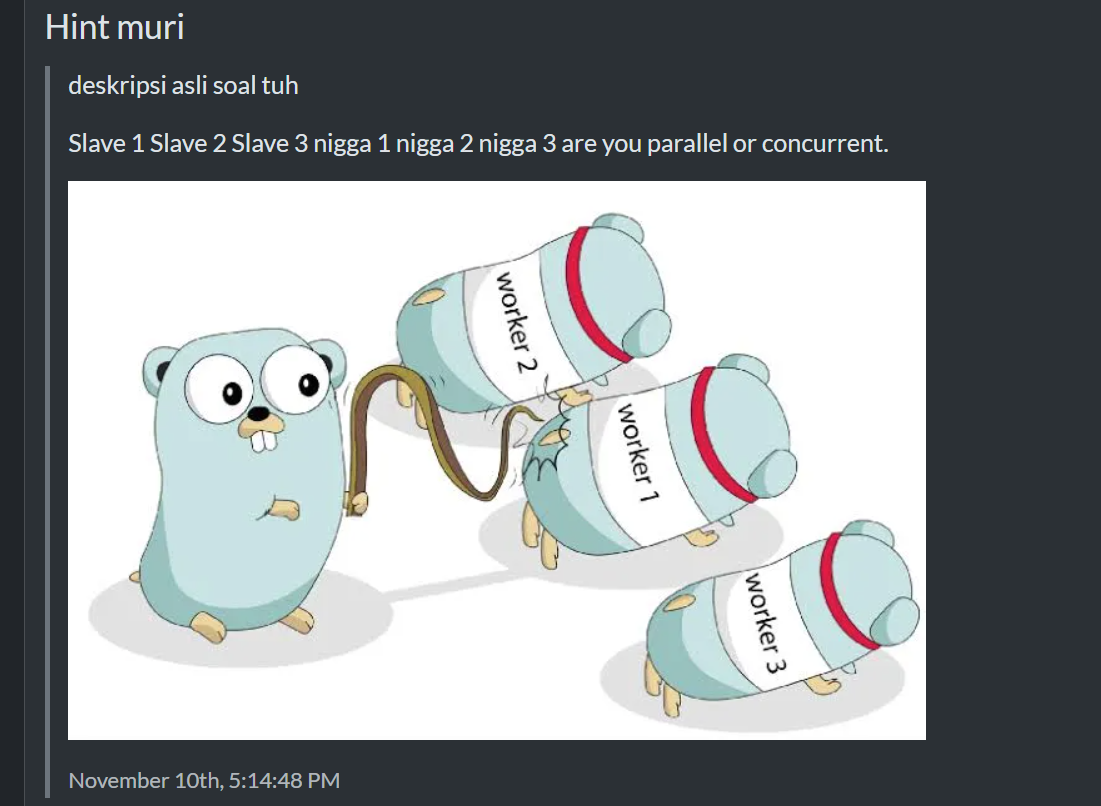 Hint muri
deskripsi asli soal tuh
Slave 1 Slave 2 Slave 3 nigga 1 nigga 2 nigga 3 are you parallel or concurrent.
worker 2
worker 1
worker 3
November 10th, 5:14:48 PM